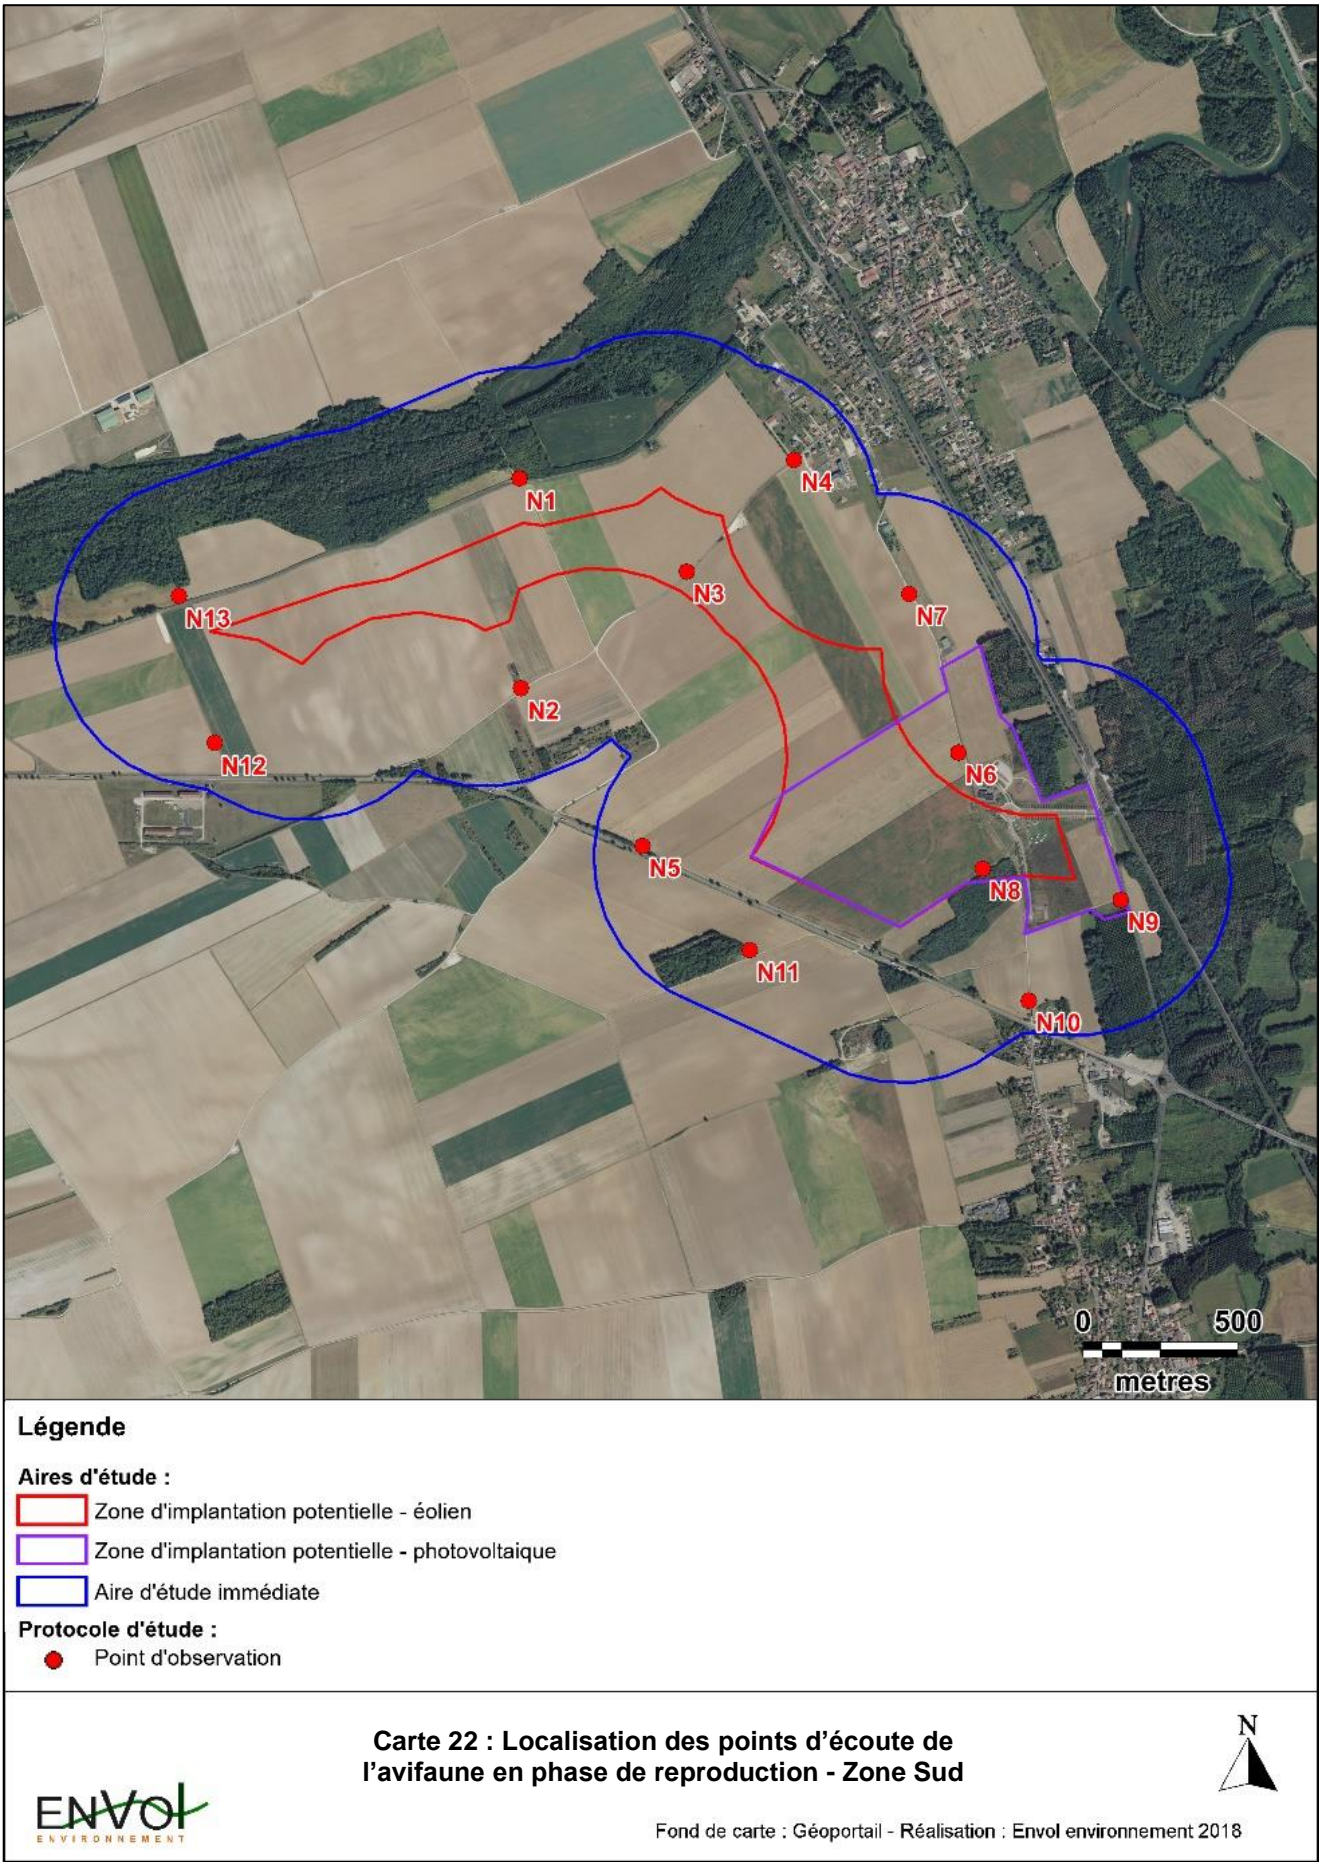 N1
N4
N3
N13
N7
N2
N12
N6
N5
N8
N9
N11
N10
0 500
metres
Légende
Aires d'étude :
Zone d'implantation potentielle - éolien
Zone d'implantation potentielle - photovoltaique
Aire d'étude immédiate
Protocole d'étude :
Point d'observation
Carte 22 : Localisation des points d'écoute de
l'avifaune en phase de reproduction - Zone Sud
N
ENVOl
ENVIRONNEMENT
Fond de carte : Géoportail - Réalisation : Envol environnement 2018